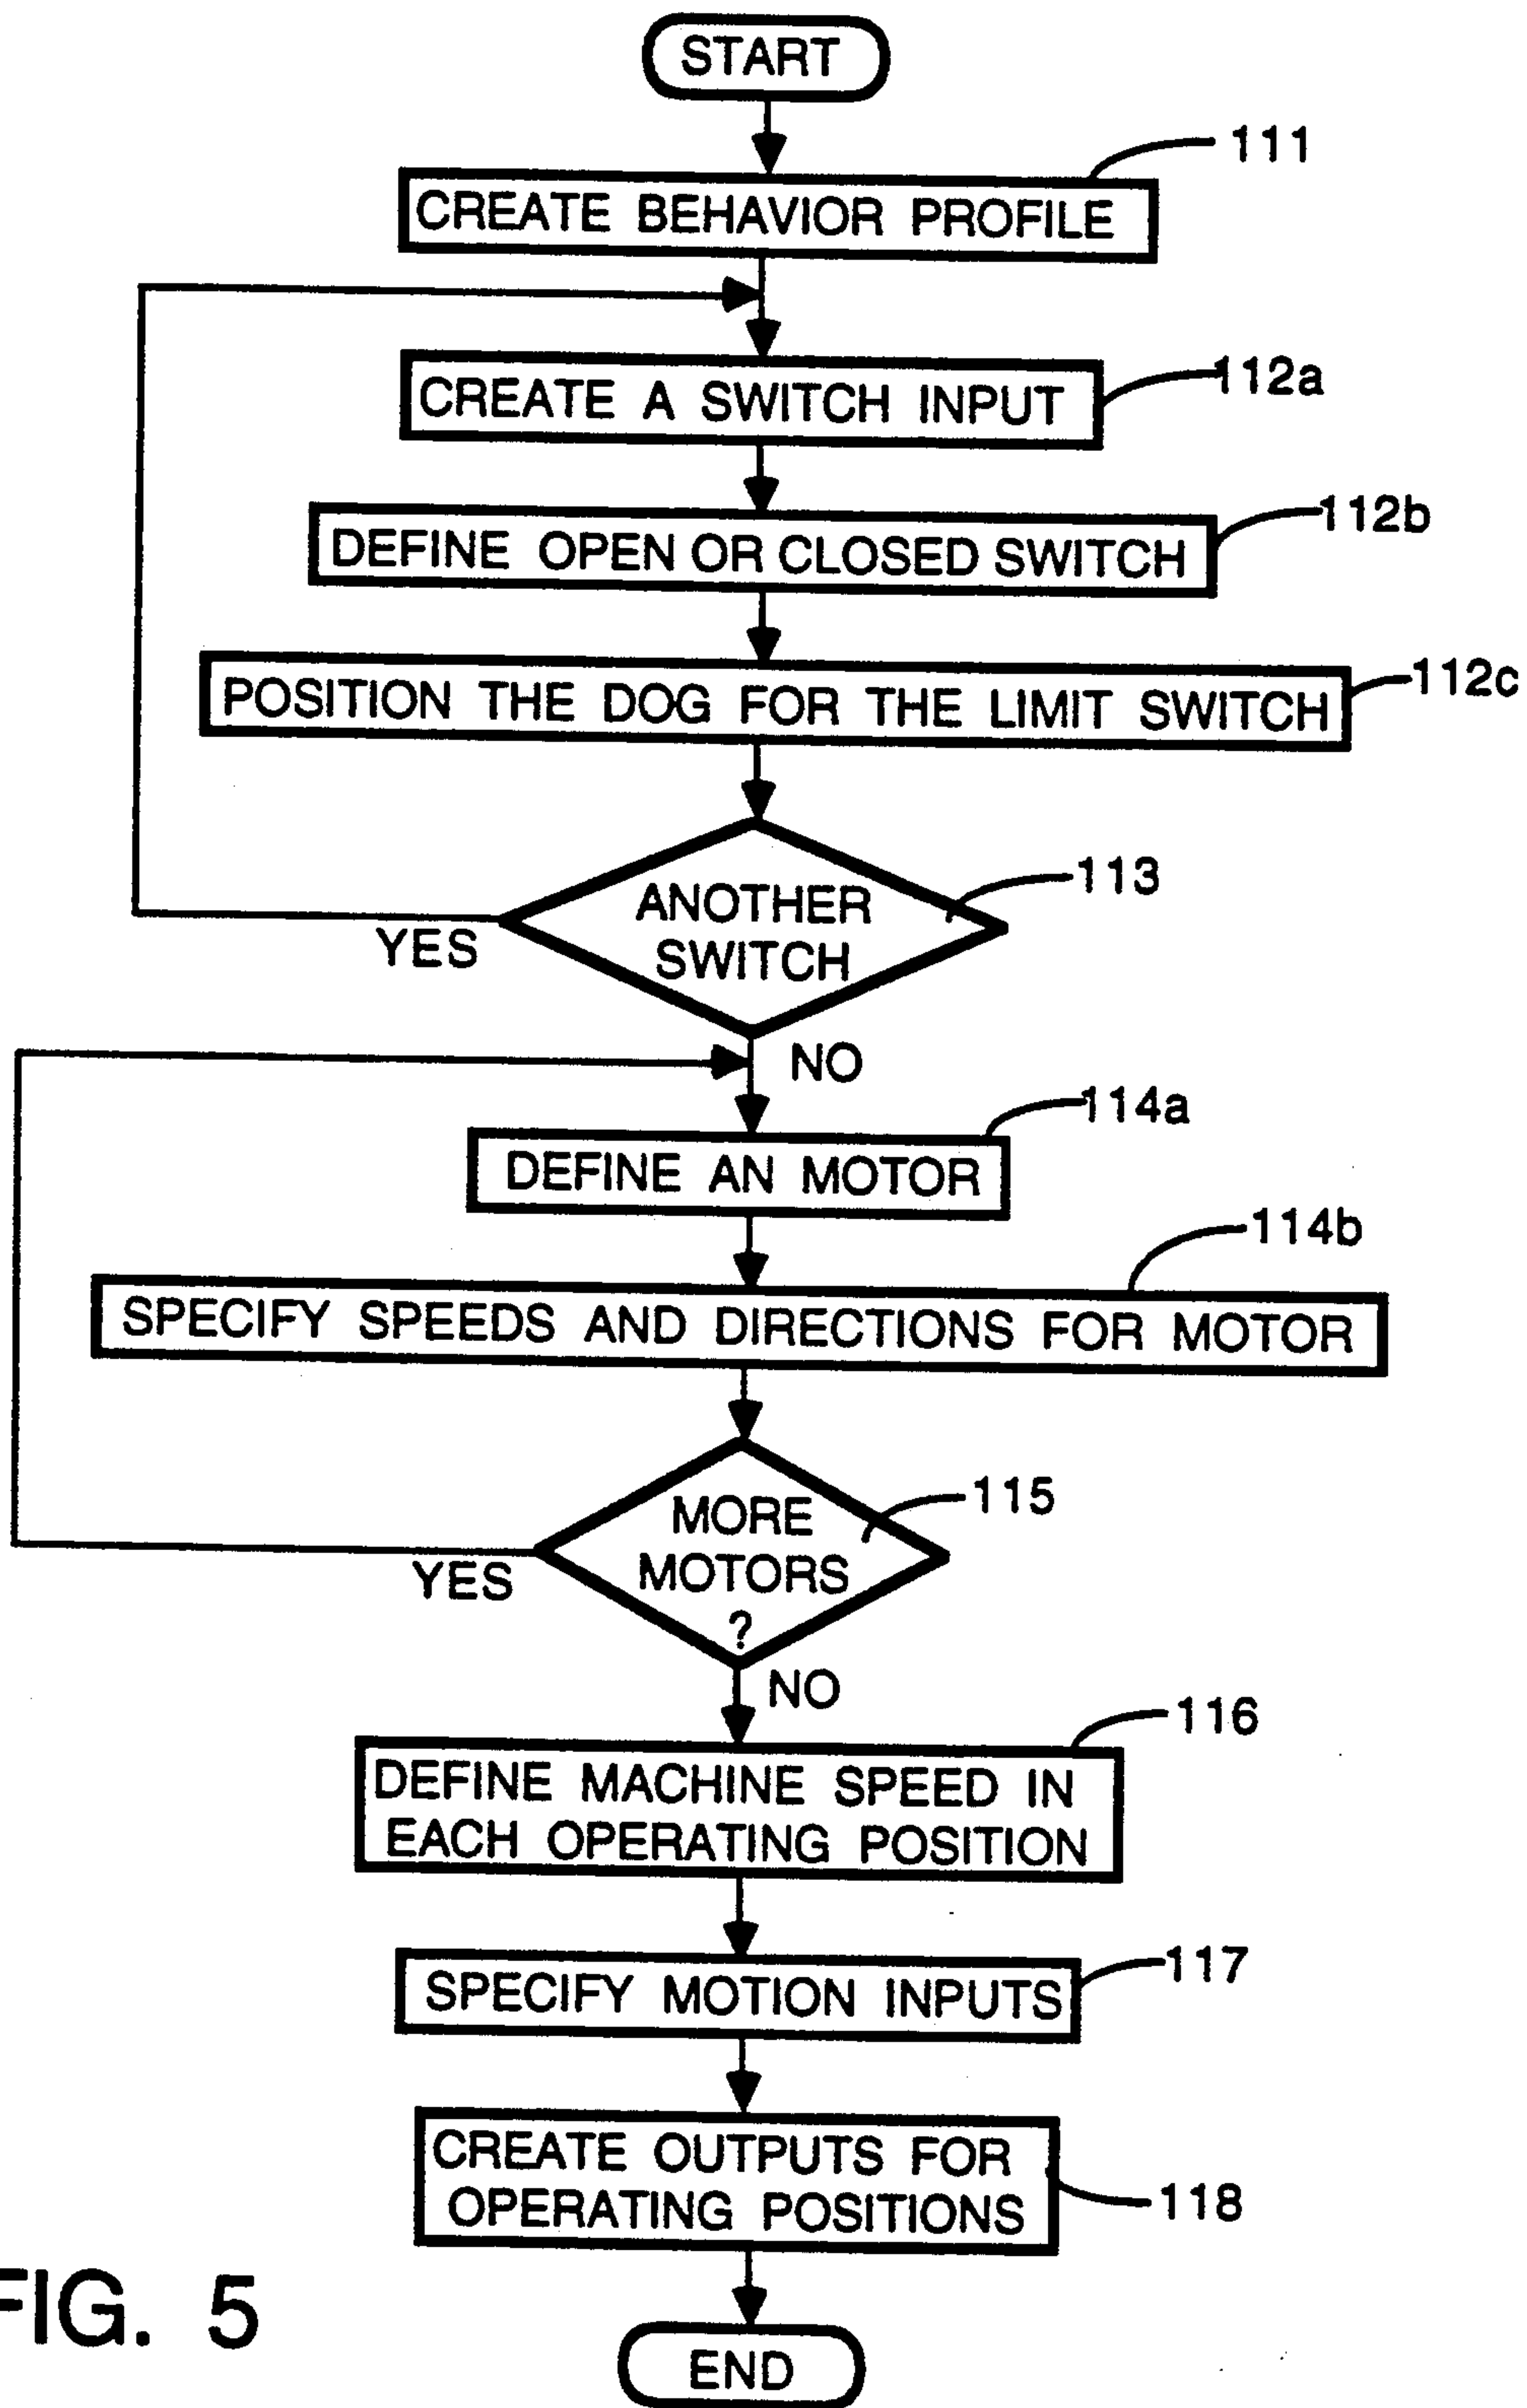 START
111
CREATE BEHAVIOR PROFILE
112a
CREATE A SWITCH INPUT
112b
DEFINE OPEN OR CLOSED SWITCH
112c
POSITION THE DOG FOR THE LIMIT SWITCH
113
ANOTHER
SWITCH
YES
NO
114a
DEFINE AN MOTOR
114b
SPECIFY SPEEDS AND DIRECTIONS FOR MOTOR
115
MORE
MOTORS
?
YES
NO
116
DEFINE MACHINE SPEED IN
EACH OPERATING POSITION
117
SPECIFY MOTION INPUTS
CREATE OUTPUTS FOR
OPERATING POSITIONS
118
FIG. 5
END